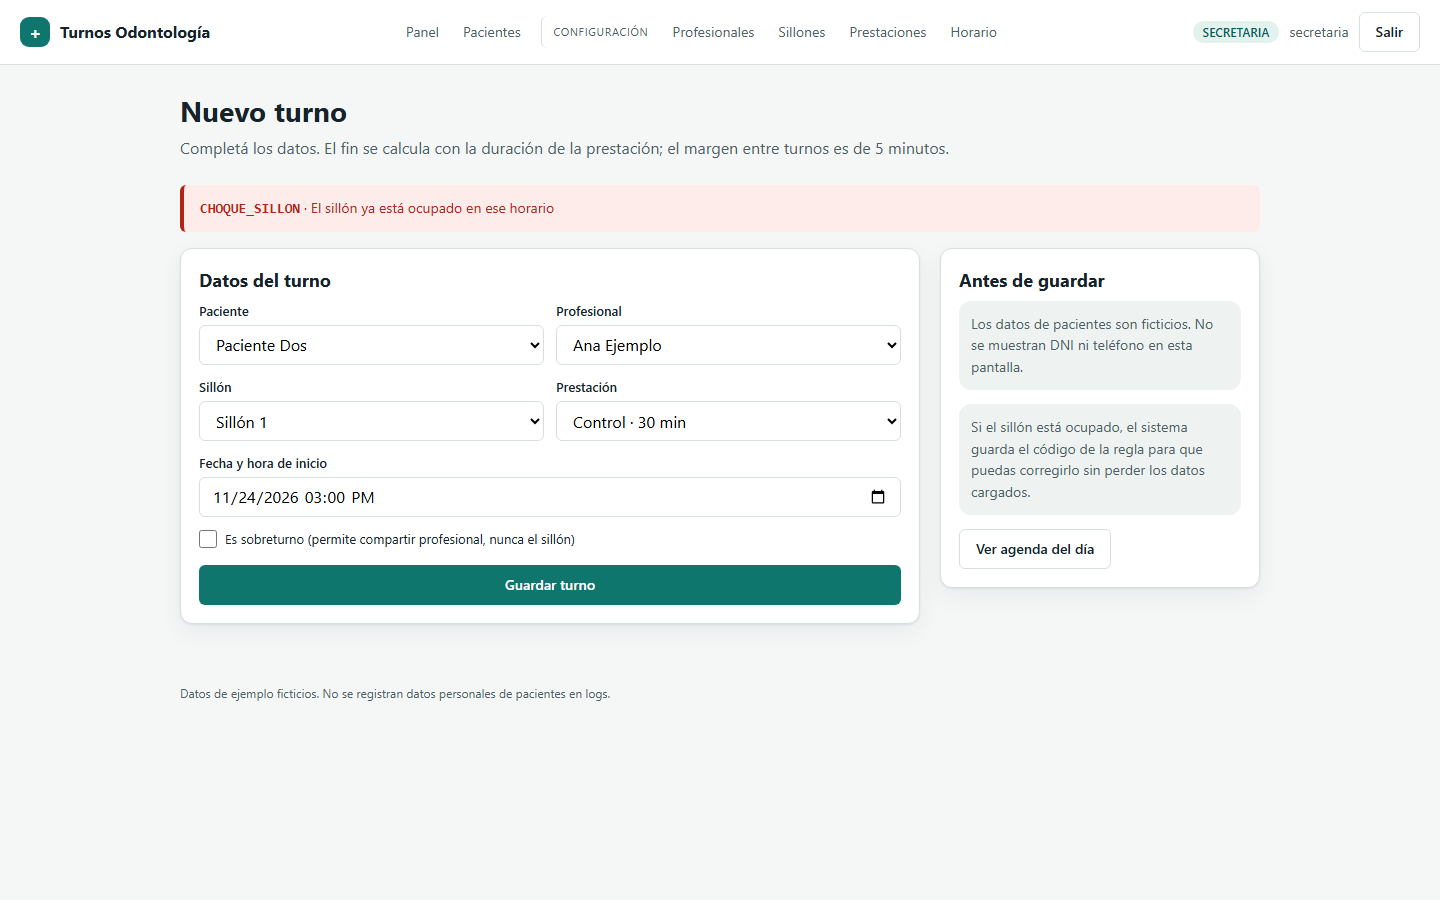 + Turnos Odontología
Panel Pacientes CONFIGURACIÓN Profesionales Sillones Prestaciones Horario
SECRETARIA secretaria Salir
Nuevo turno
Completá los datos. El fin se calcula con la duración de la prestación; el margen entre turnos es de 5 minutos.
CHOQUE_SILLON · El sillón ya está ocupado en ese horario
Datos del turno
Paciente
Paciente Dos
Profesional
Ana Ejemplo
Sillón
Sillón 1
Prestación
Control · 30 min
Fecha y hora de inicio
11/24/2026 03:00 PM
Es sobreturno (permite compartir profesional, nunca el sillón)
Guardar turno
Antes de guardar
Los datos de pacientes son ficticios. No
se muestran DNI ni teléfono en esta
pantalla.
Si el sillón está ocupado, el sistema
guarda el código de la regla para que
puedas corregirlo sin perder los datos
cargados.
Ver agenda del día
Datos de ejemplo ficticios. No se registran datos personales de pacientes en logs.